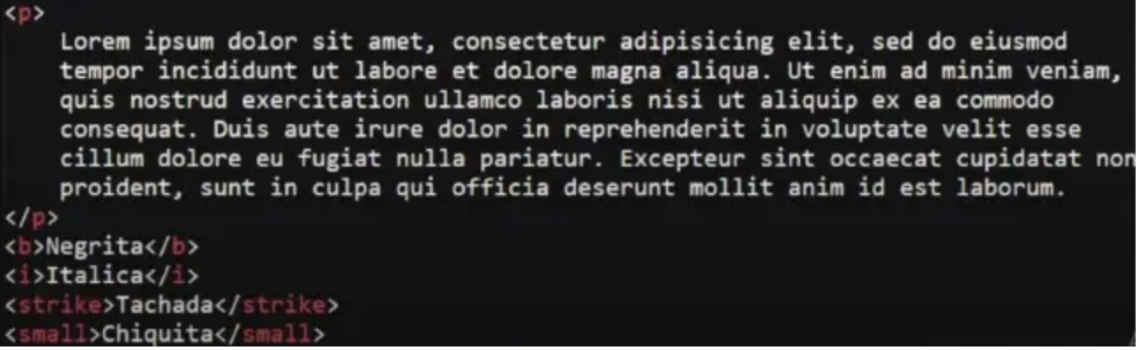 <p>
Lorem ipsum dolor sit amet, consectetur adipisicing elit, sed do eiusmod
tempor incididunt ut labore et dolore magna aliqua. Ut enim ad minim veniam,
quis nostrud exercitation ullamco laboris nisi ut aliquip ex ea commodo
consequat. Duis aute irure dolor in reprehenderit in voluptate velit esse
cillum dolore eu fugiat nulla pariatur. Excepteur sint occaecat cupidatat non
proident, sunt in culpa qui officia deserunt mollit anim id est laborum.
</p>
<b>Negrita</b>
<i>Italica</i>
<strike>Tachada</strike>
<small>Chiquita</small>